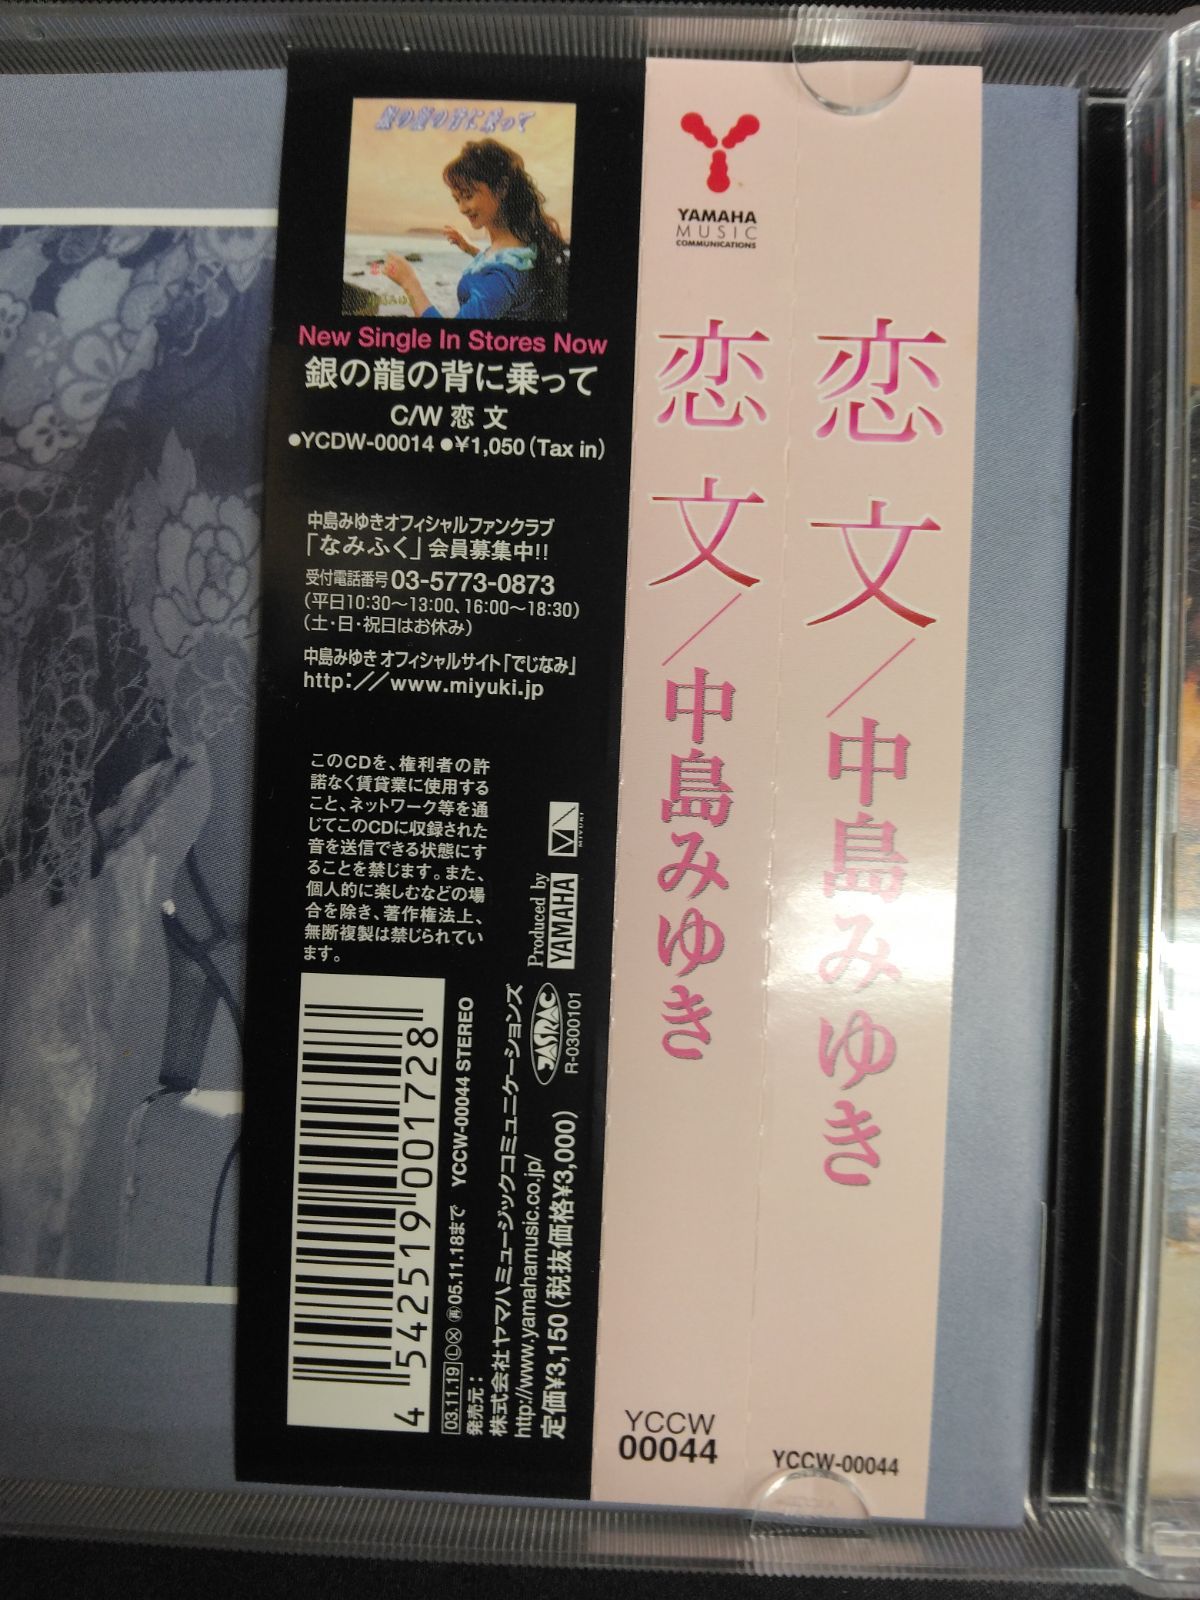 銀の龍の背に乗って
New Single In Stores Now
銀の龍の背に乗って
C/W 恋文
●YCDW-00014 ●¥1,050(Tax in)
中島みゆきオフィシャルファンクラブ
「なみふく」会員募集中!!
受付電話番号 03-5773-0873
(平日10:30〜13:00、16:00〜18:30)
(土・日・祝日はお休み)
中島みゆき オフィシャルサイト「でじなみ」
http://www.miyuki.jp
このCDを、権利者の許
諾なく賃貸業に使用する
こと、ネットワーク等を通
じてこのCDに収録された
音を送信できる状態にす
ることを禁じます。また、
個人的に楽しむなどの場
合を除き、著作権法上、
無断複製は禁じられてい
ます。
Produced by
YAMAHA
MIYUKI
JASRAC
R-0300101
4542519001728
03.11.19 Ⓛ Ⓧ 再 05.11.18まで YCCW-00044 STEREO
発売元:
株式会社ヤマハミュージックコミュニケーションズ
http://www.yamahamusic.co.jp/
定価¥3,150(税抜価格¥3,000)
YAMAHA
MUSIC
COMMUNICATIONS
恋文/中島みゆき
YCCW
00044
恋文/中島みゆき
YCCW-00044